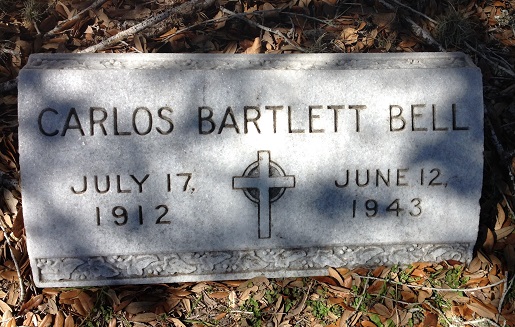 CARLOS BARTLETT BELL
JULY 17, JUNE 12,
1912 1943